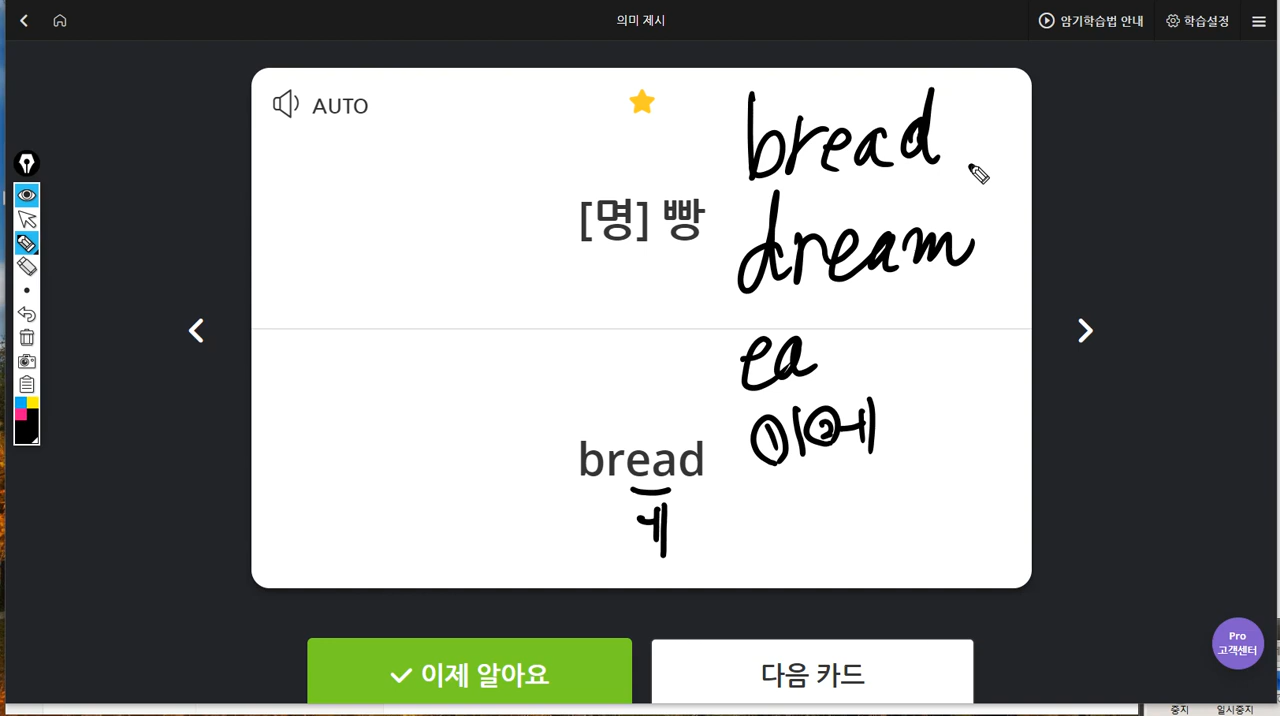 의미 제시
암기학습법 안내
학습설정
AUTO
bread
[명] 빵
dream
ea
①ㅣ②ㅔ
bread
ㅔ
이제 알아요
다음 카드
Pro
고객센터
중지
일시중지